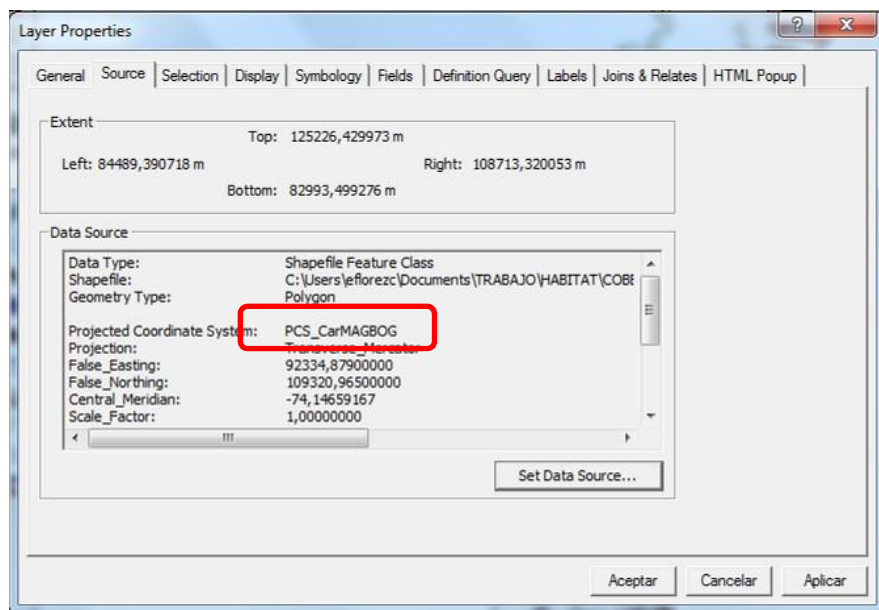 Layer Properties
General Source Selection Display Symbology Fields Definition Query Labels Joins & Relates HTML Popup
Extent
Top: 125226,429973 m
Left: 84489,390718 m Right: 108713,320053 m
Bottom: 82993,499276 m
Data Source
Data Type: Shapefile Feature Class
Shapefile: C:\Users\eflorezc\Documents\TRABAJO\HABITAT\COBE
Geometry Type: Polygon
Projected Coordinate System: PCS_CarMAGBOG
Projection: Transverse_Mercator
False_Easting: 92334,87900000
False_Northing: 109320,96500000
Central_Meridian: -74,14659167
Scale_Factor: 1,00000000
Set Data Source...
Aceptar Cancelar Aplicar